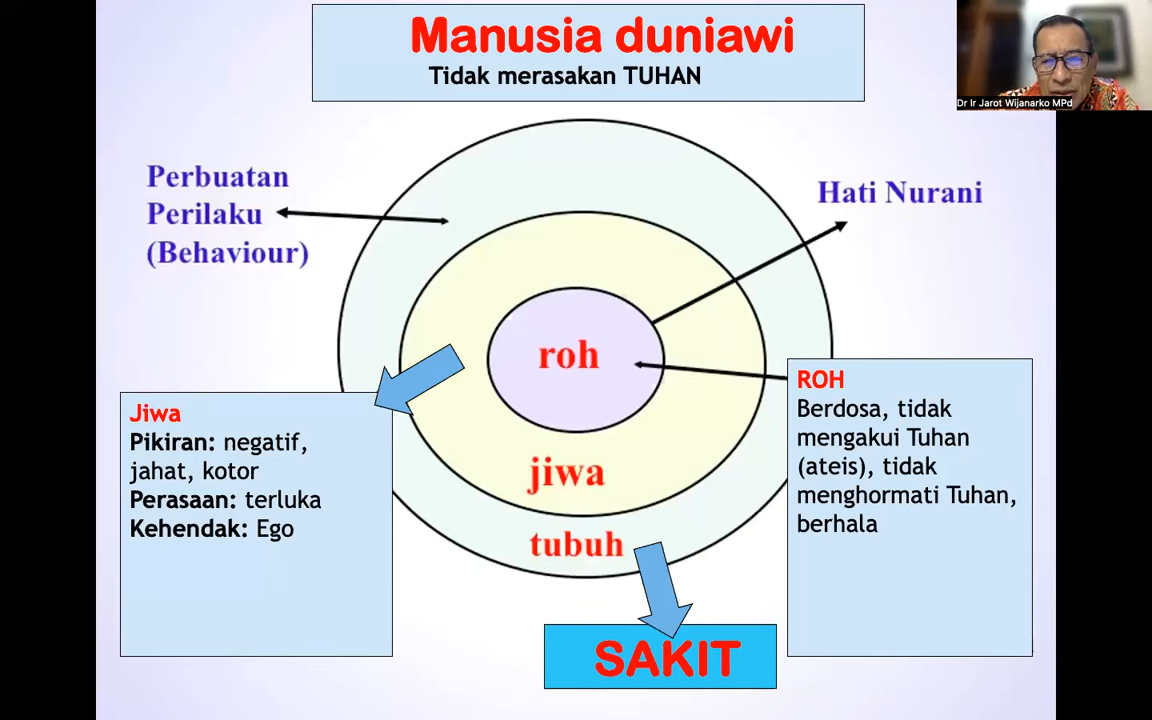 Manusia duniawi
Tidak merasakan TUHAN
Dr Ir Jarot Wijanarko MPd
Perbuatan
Perilaku
(Behaviour)
Hati Nurani
roh
jiwa
tubuh
Jiwa
Pikiran: negatif,
jahat, kotor
Perasaan: terluka
Kehendak: Ego
ROH
Berdosa, tidak
mengakui Tuhan
(ateis), tidak
menghormati Tuhan,
berhala
SAKIT